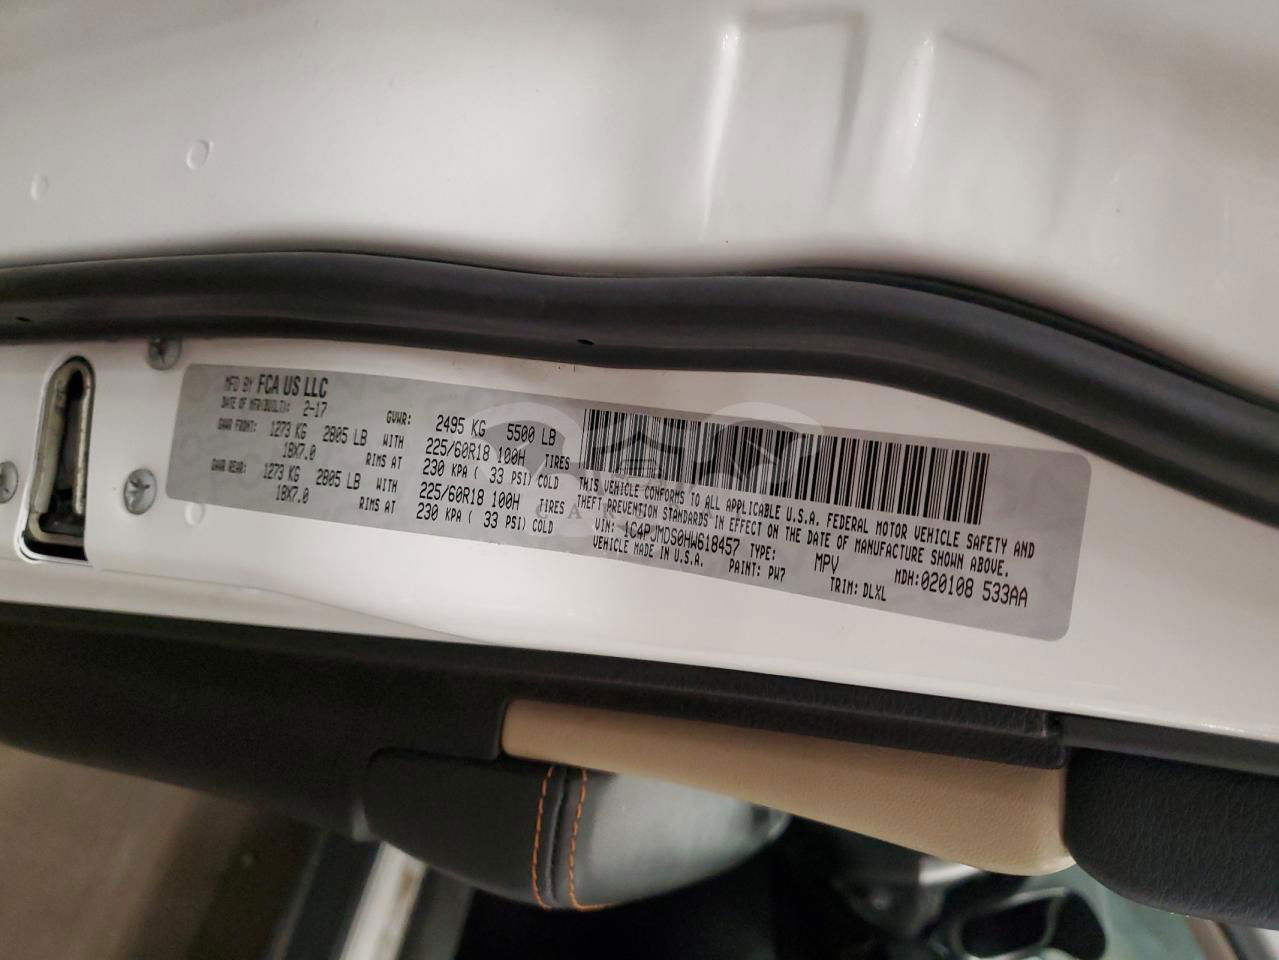 MFD BY FCA US LLC
DATE OF MFR(BUILT): 2-17 GVWR: 2495 KG 5500 LB
GAWR FRONT: 1273 KG 2805 LB WITH 225/60R18 100H TIRES
18X7.0 RIMS AT 230 KPA ( 33 PSI) COLD
GAWR REAR: 1273 KG 2805 LB WITH 225/60R18 100H TIRES
18X7.0 RIMS AT 230 KPA ( 33 PSI) COLD
THIS VEHICLE CONFORMS TO ALL APPLICABLE U.S.A. FEDERAL MOTOR VEHICLE SAFETY AND
THEFT PREVENTION STANDARDS IN EFFECT ON THE DATE OF MANUFACTURE SHOWN ABOVE.
VIN: 1C4PJMDS0HW618457 TYPE: MPV MDH: 020108 533AA
VEHICLE MADE IN U.S.A. PAINT: PW7 TRIM: DLXL